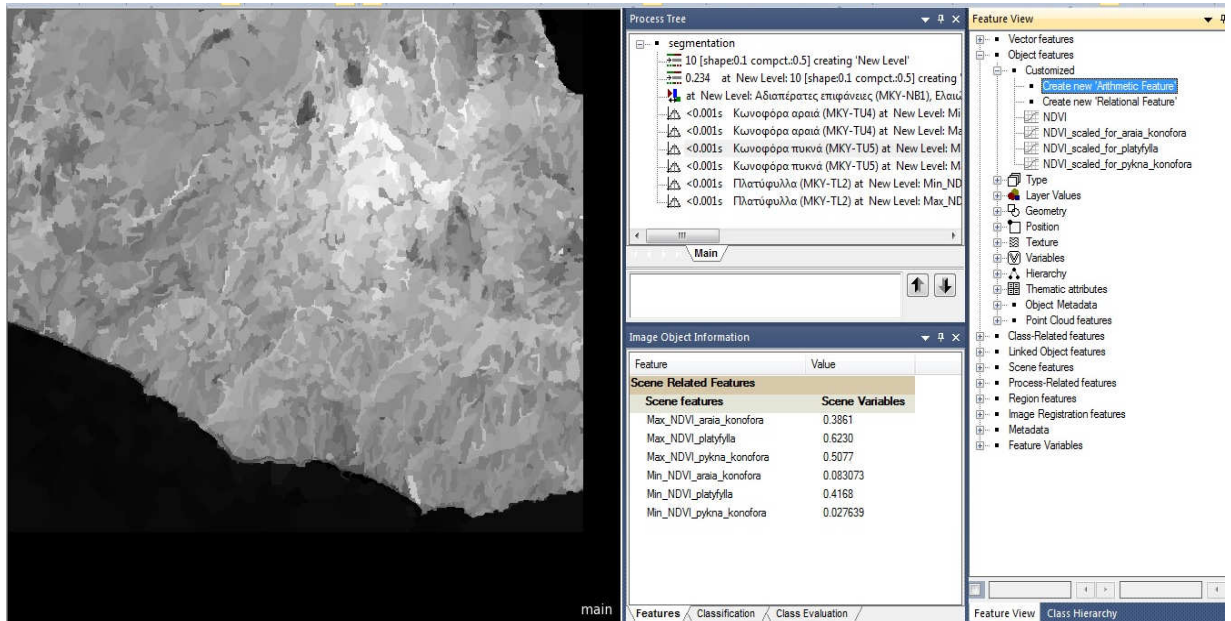 Process Tree
segmentation
10 [shape:0.1 compct.:0.5] creating 'New Level'
0.234 at New Level: 10 [shape:0.1 compct.:0.5] creating '
at New Level: Αδιαπέρατες επιφάνειες (MKY-NB1), Ελαιώ
<0.001s Κωνοφόρα αραιά (MKY-TU4) at New Level: Mi
<0.001s Κωνοφόρα αραιά (MKY-TU4) at New Level: Ma
<0.001s Κωνοφόρα πυκνά (MKY-TU5) at New Level: M
<0.001s Κωνοφόρα πυκνά (MKY-TU5) at New Level: M
<0.001s Πλατύφυλλα (MKY-TL2) at New Level: Min_ND
<0.001s Πλατύφυλλα (MKY-TL2) at New Level: Max_ND
Main
Image Object Information
Feature Value
Scene Related Features
Scene features Scene Variables
Max_NDVI_araia_konofora 0.3861
Max_NDVI_platyfylla 0.6230
Max_NDVI_pykna_konofora 0.5077
Min_NDVI_araia_konofora 0.083073
Min_NDVI_platyfylla 0.4168
Min_NDVI_pykna_konofora 0.027639
Features Classification Class Evaluation
main
Feature View
Vector features
Object features
Customized
Create new 'Arithmetic Feature'
Create new 'Relational Feature'
NDVI
NDVI_scaled_for_araia_konofora
NDVI_scaled_for_platyfylla
NDVI_scaled_for_pykna_konofora
Type
Layer Values
Geometry
Position
Texture
Variables
Hierarchy
Thematic attributes
Object Metadata
Point Cloud features
Class-Related features
Linked Object features
Scene features
Process-Related features
Region features
Image Registration features
Metadata
Feature Variables
Feature View Class Hierarchy